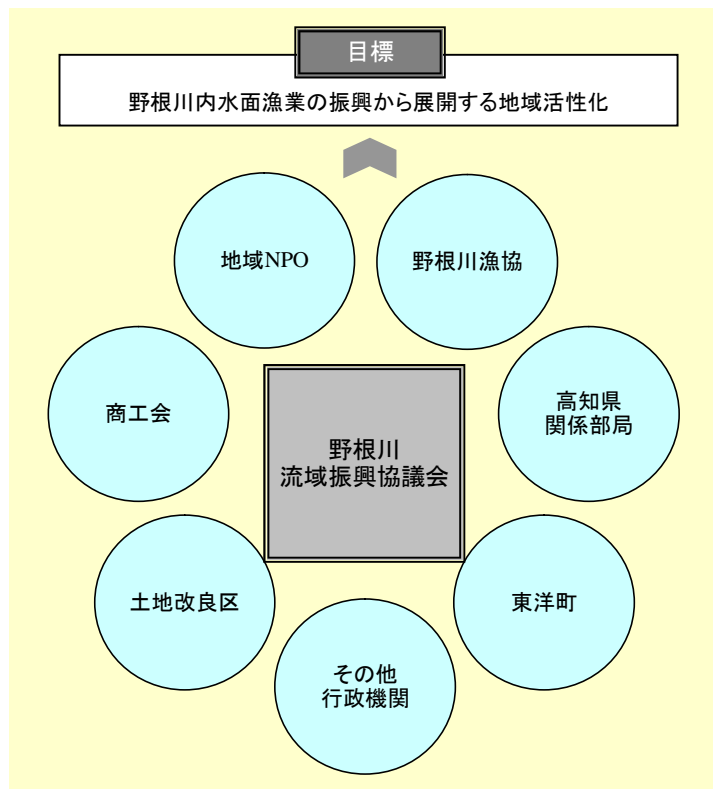 目標
野根川内水面漁業の振興から展開する地域活性化
地域NPO
野根川漁協
商工会
高知県
関係部局
野根川
流域振興協議会
土地改良区
東洋町
その他
行政機関